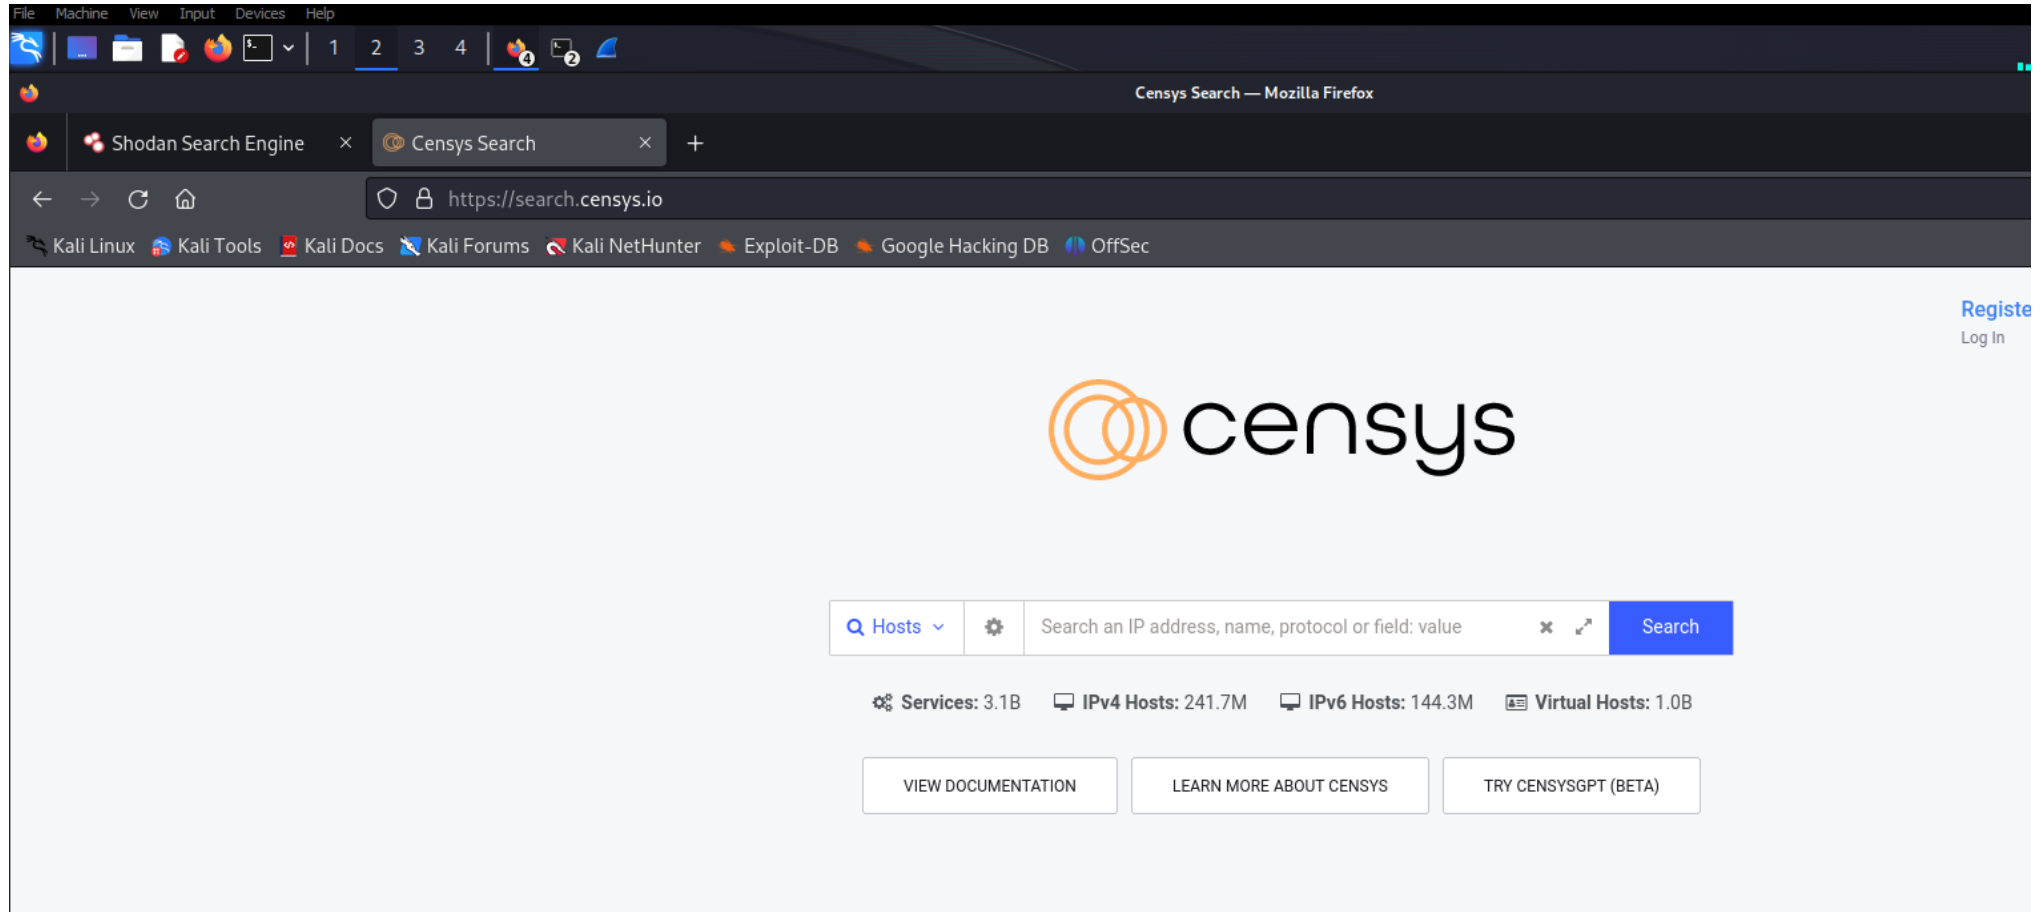 File Machine View Input Devices Help
1 2 3 4 4 2
Censys Search — Mozilla Firefox
Shodan Search Engine Censys Search
https://search.censys.io
Kali Linux Kali Tools Kali Docs Kali Forums Kali NetHunter Exploit-DB Google Hacking DB OffSec
Registe
Log In
censys
Hosts Search an IP address, name, protocol or field: value Search
Services: 3.1B IPv4 Hosts: 241.7M IPv6 Hosts: 144.3M Virtual Hosts: 1.0B
VIEW DOCUMENTATION LEARN MORE ABOUT CENSYS TRY CENSYSGPT (BETA)